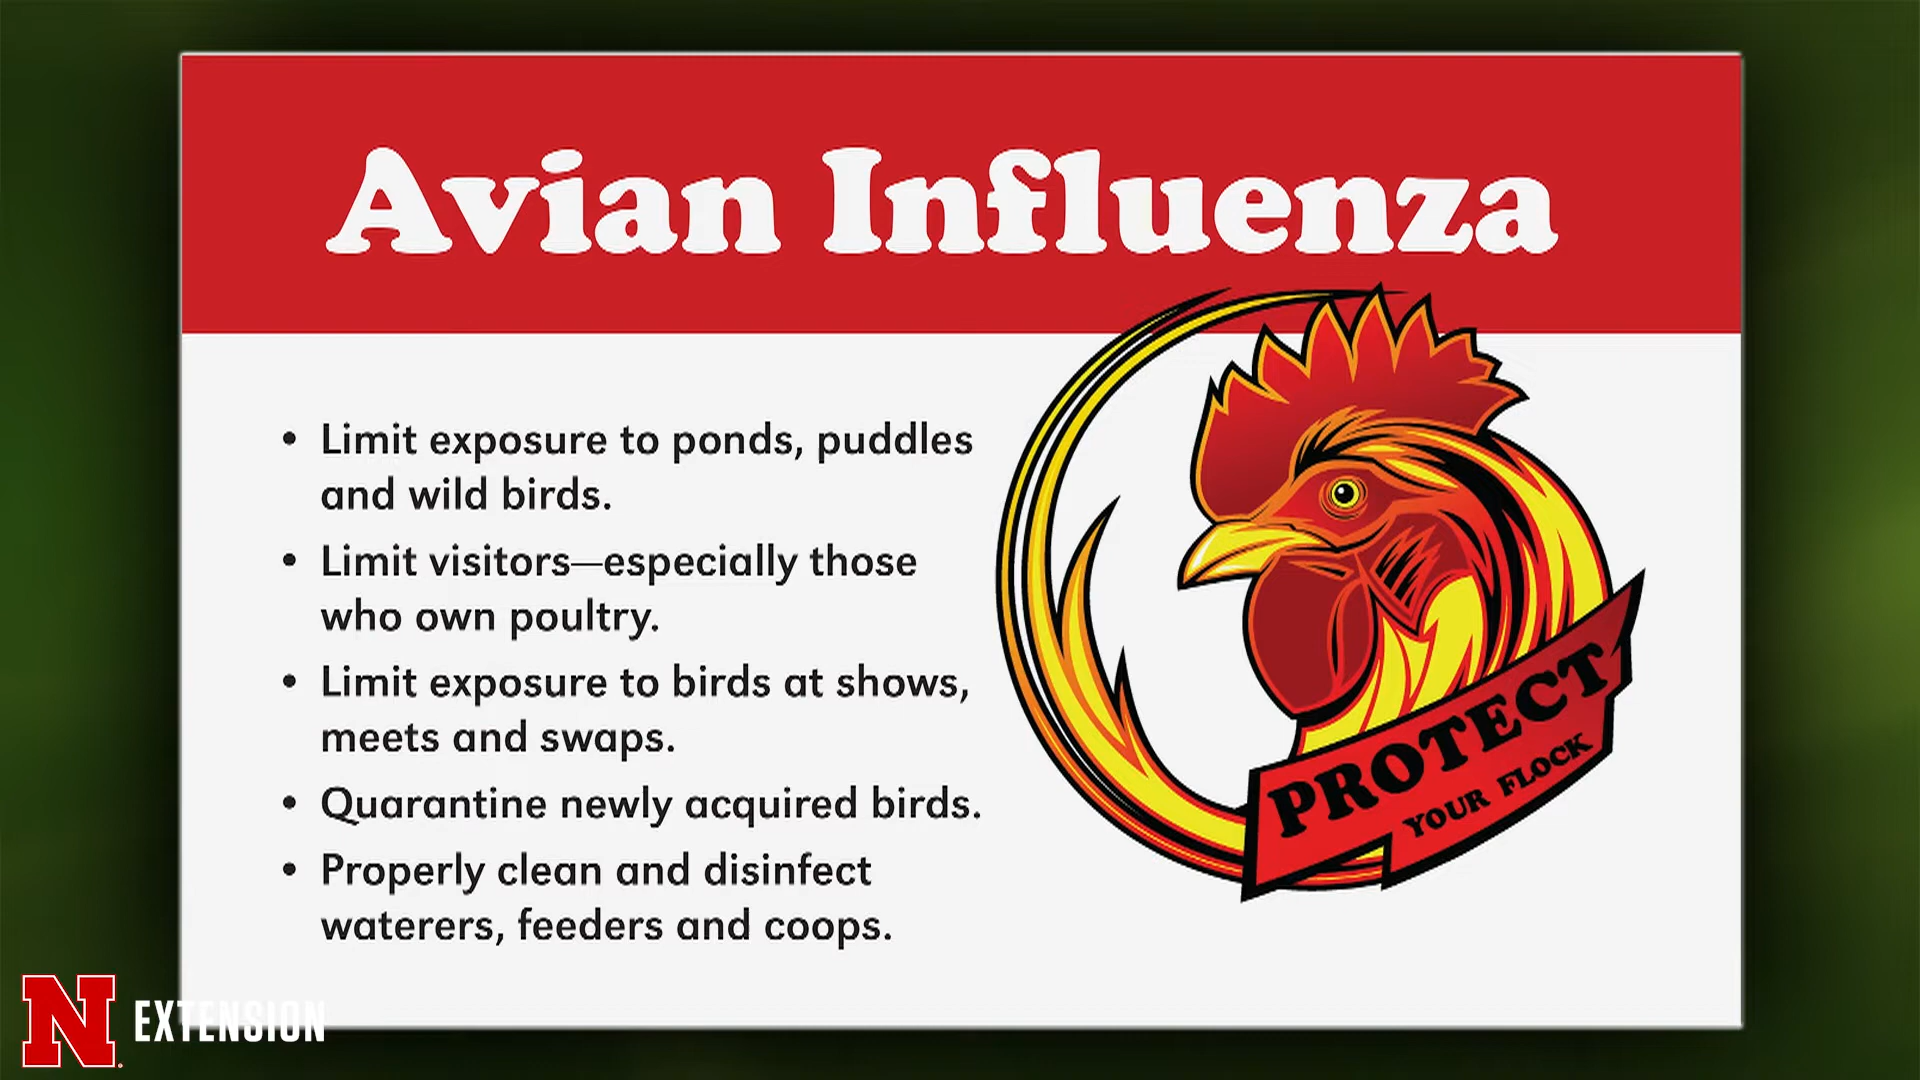 Avian Influenza
• Limit exposure to ponds, puddles
and wild birds.
• Limit visitors—especially those
who own poultry.
• Limit exposure to birds at shows,
meets and swaps.
• Quarantine newly acquired birds.
• Properly clean and disinfect
waterers, feeders and coops.
PROTECT
YOUR FLOCK
N EXTENSION